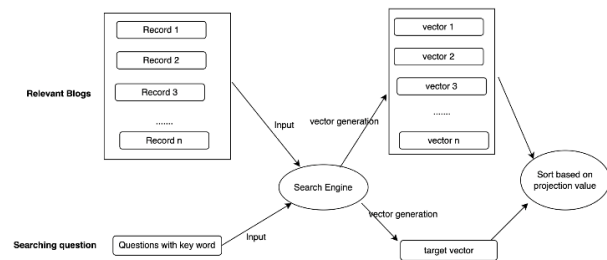 Record 1
Record 2
Record 3
.......
Record n
Relevant Blogs
vector 1
vector 2
vector 3
.......
vector n
Input
vector generation
Search Engine
Sort based on
projection value
vector generation
Input
Searching question
Questions with key word
target vector